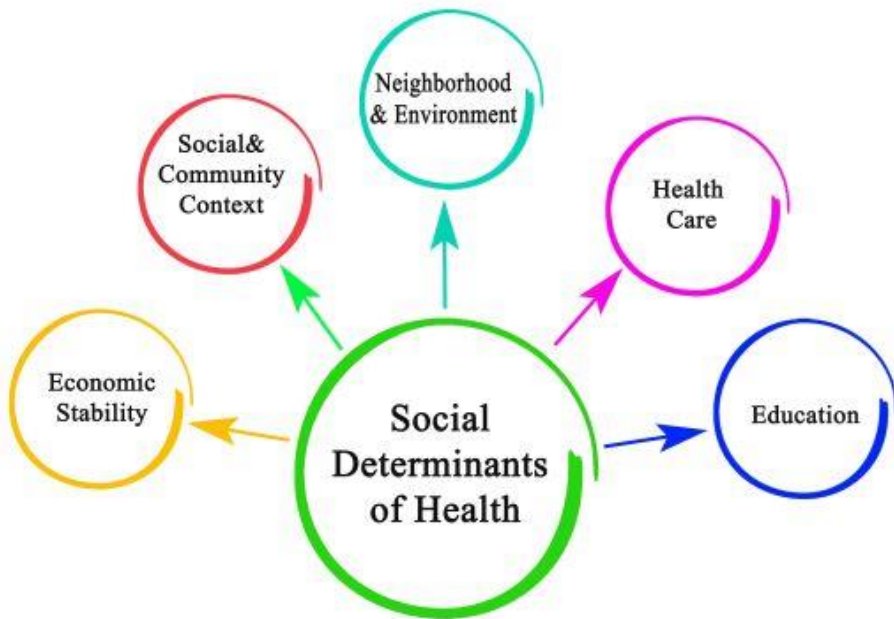 Neighborhood
& Environment
Social&
Community
Context
Health
Care
Economic
Stability
Social
Determinants
of Health
Education